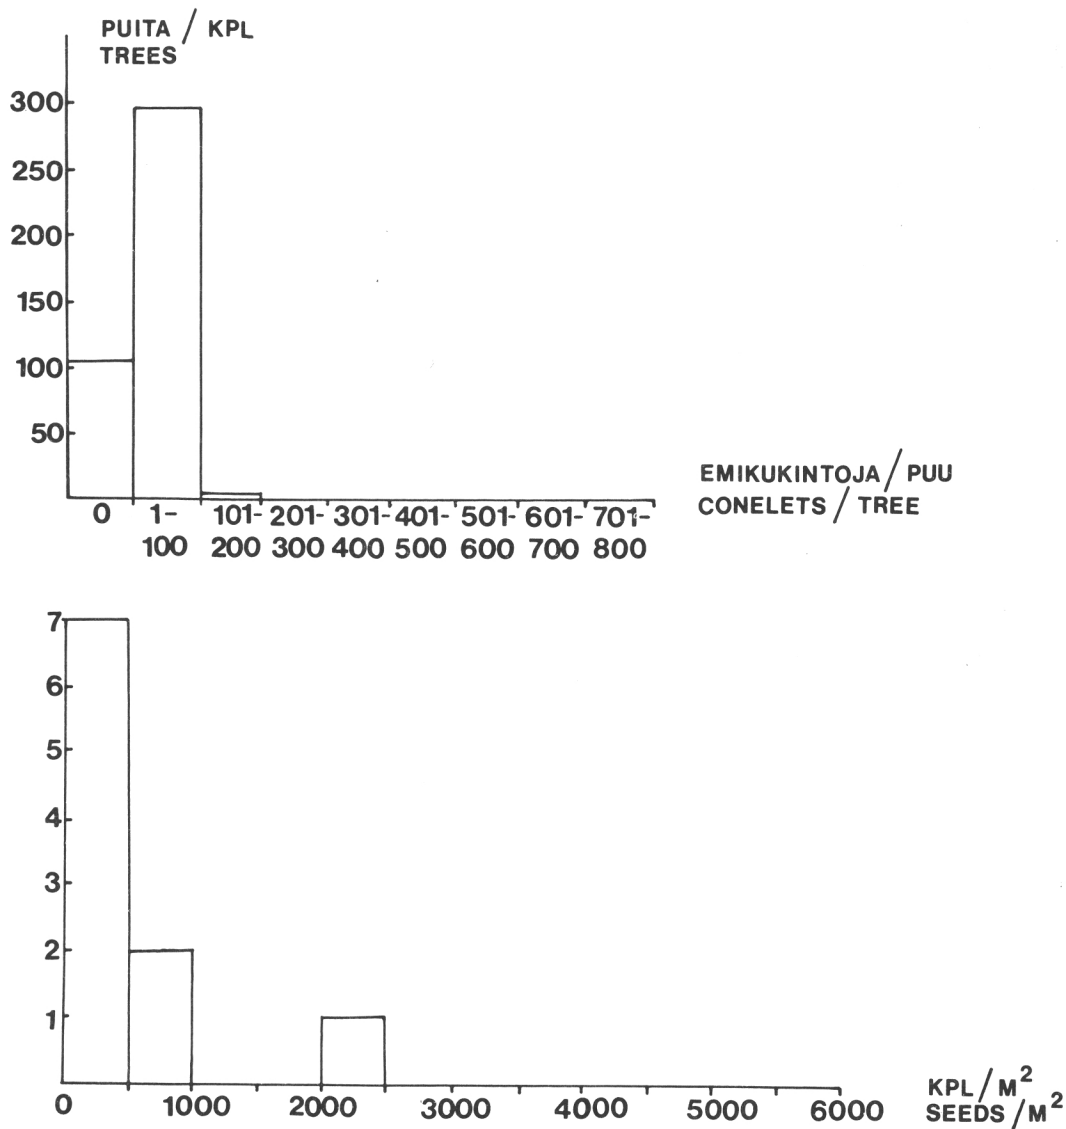 PUITA / KPL
TREES
300
250
200
150
100
50
EMIKUKINTOJA / PUU
CONELETS / TREE
0 1- 101- 201- 301- 401- 501- 601- 701-
100 200 300 400 500 600 700 800
7
6
5
4
3
2
1
0 1000 2000 3000 4000 5000 6000
KPL / M²
SEEDS / M²